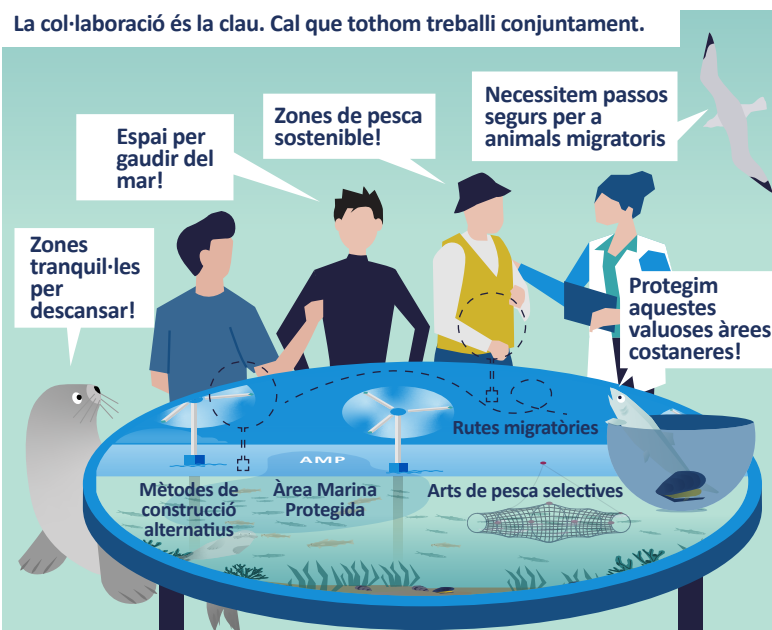 La col·laboració és la clau. Cal que tothom treballi conjuntament.
Necessitem passos
segurs per a
animals migratoris
Zones de pesca
sostenible!
Espai per
gaudir del
mar!
Zones
tranquil·les
per
descansar!
Protegim
aquestes
valuoses àrees
costaneres!
Rutes migratòries
AMP
Mètodes de
construcció
alternatius
Àrea Marina
Protegida
Arts de pesca selectives